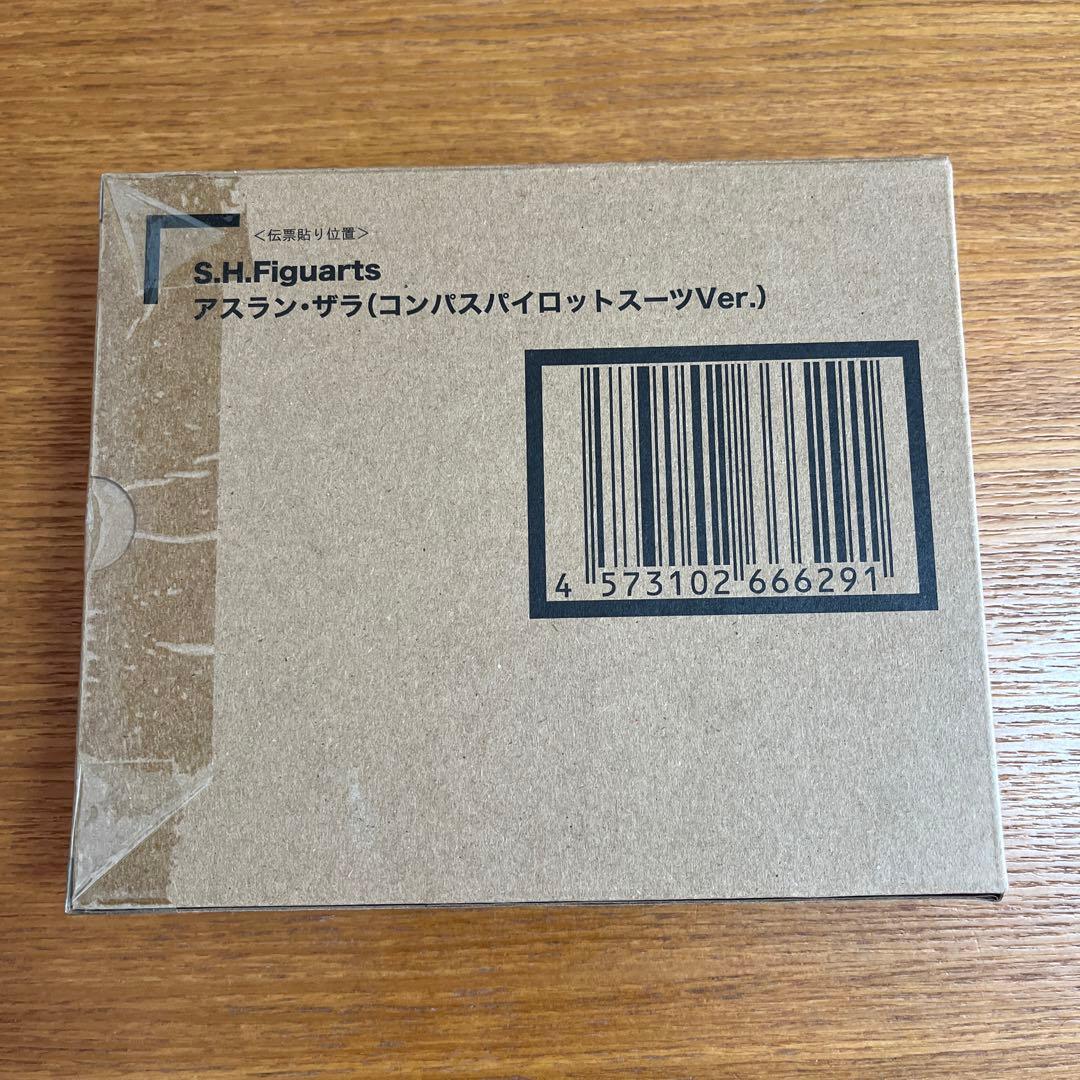 ＜伝票貼り位置＞
S.H.Figuarts
アスラン・ザラ(コンパスパイロットスーツVer.)
4 573102 666291